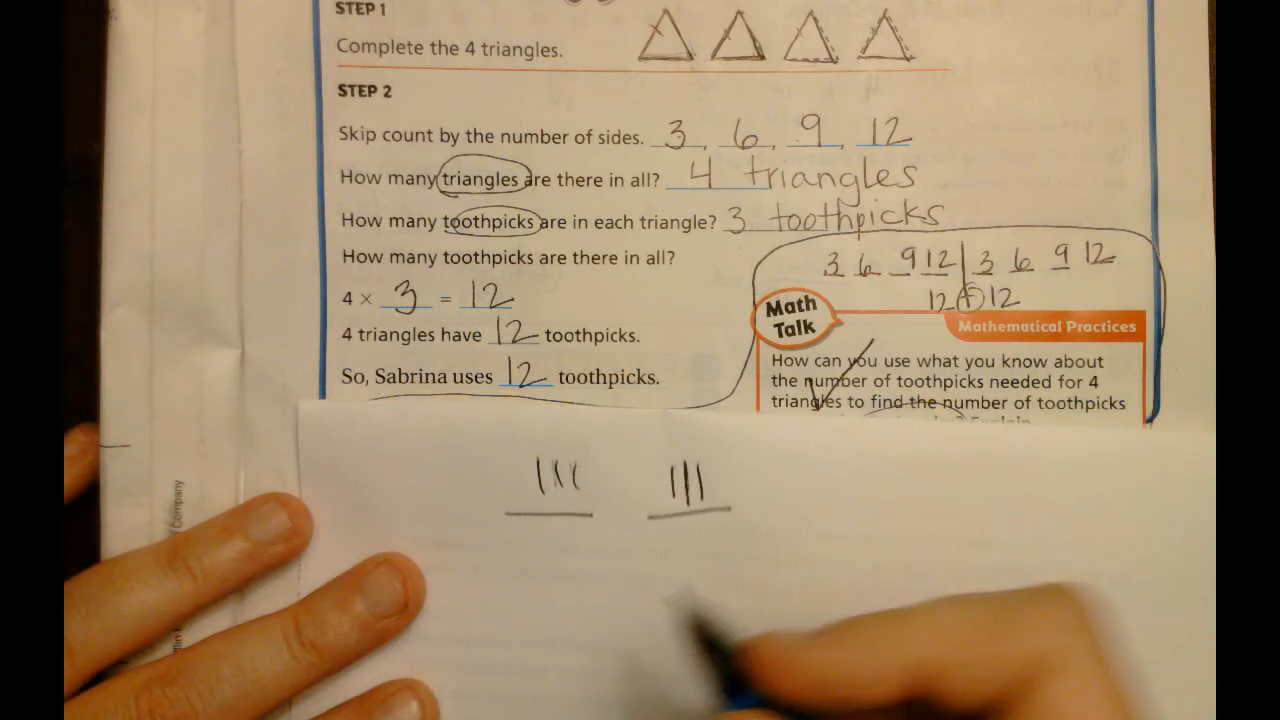 STEP 1
Complete the 4 triangles.
STEP 2
Skip count by the number of sides. 3, 6, 9, 12
How many triangles are there in all? 4 triangles
How many toothpicks are in each triangle? 3 toothpicks
How many toothpicks are there in all?
4 × 3 = 12
4 triangles have 12 toothpicks.
So, Sabrina uses 12 toothpicks.
3 6 9 12 | 3 6 9 12
12 + 12
Math
Talk
Mathematical Practices
How can you use what you know about
the number of toothpicks needed for 4
triangles to find the number of toothpicks
Company